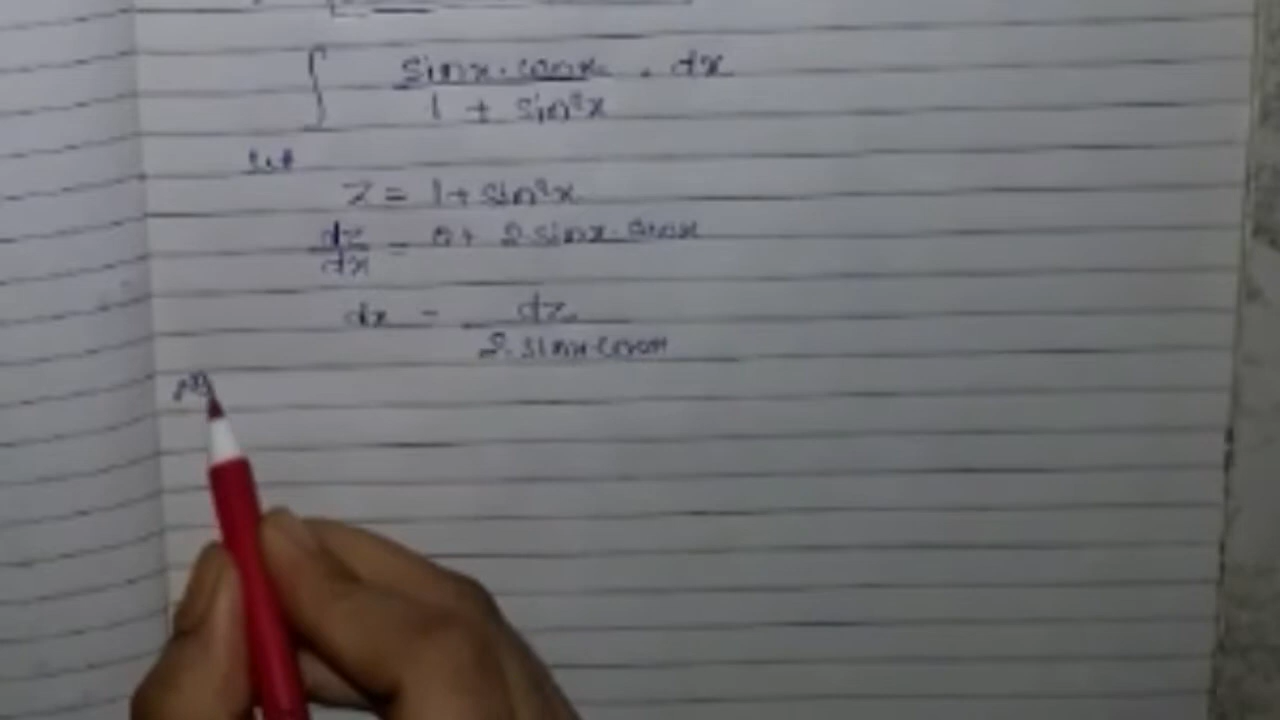 ∫ sinx·cosx / 1 + sin²x · dx
Let
Z = 1 + sin²x
dz/dx = 0 + 2·sinx·cosx
dx = dz / 2·sinx·cosx